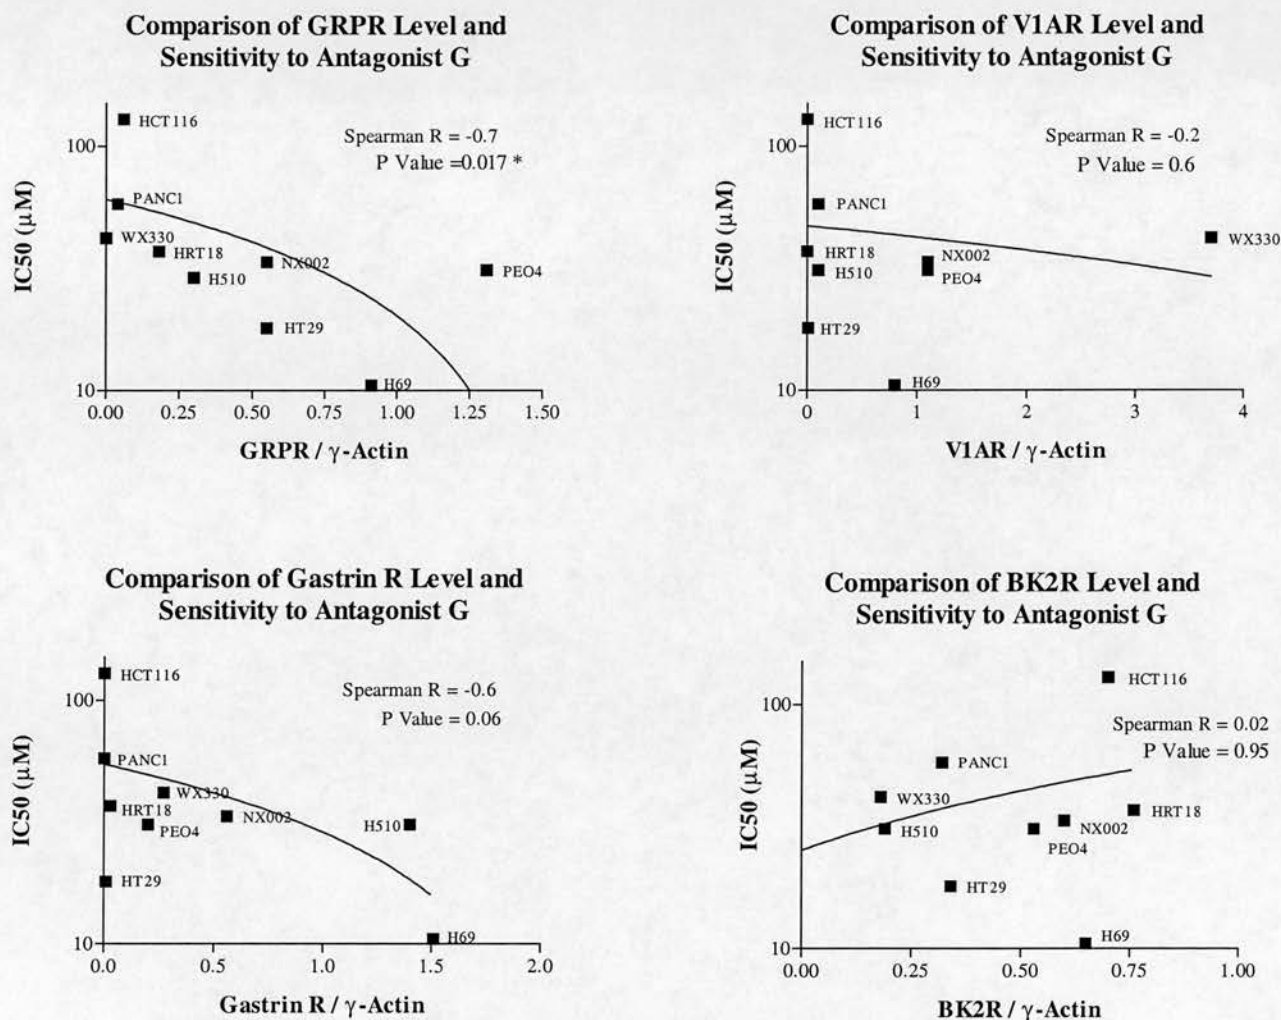 Comparison of GRPR Level and
Sensitivity to Antagonist G
HCT116
Spearman R = -0.7
P Value =0.017 *
100
PANC1
WX330
HRT18
NX002
H510
PEO4
HT29
H69
10
IC50 (μM)
0.00 0.25 0.50 0.75 1.00 1.25 1.50
GRPR / γ-Actin
Comparison of V1AR Level and
Sensitivity to Antagonist G
HCT116
Spearman R = -0.2
P Value = 0.6
100
PANC1
WX330
HRT18
NX002
H510
PEO4
HT29
H69
10
IC50 (μM)
0 1 2 3 4
V1AR / γ-Actin
Comparison of Gastrin R Level and
Sensitivity to Antagonist G
HCT116
Spearman R = -0.6
P Value = 0.06
100
PANC1
WX330
HRT18
NX002
H510
PEO4
HT29
H69
10
IC50 (μM)
0.0 0.5 1.0 1.5 2.0
Gastrin R / γ-Actin
Comparison of BK2R Level and
Sensitivity to Antagonist G
HCT116
100
Spearman R = 0.02
P Value = 0.95
PANC1
WX330
HRT18
H510
NX002
PEO4
HT29
H69
10
IC50 (μM)
0.00 0.25 0.50 0.75 1.00
BK2R / γ-Actin